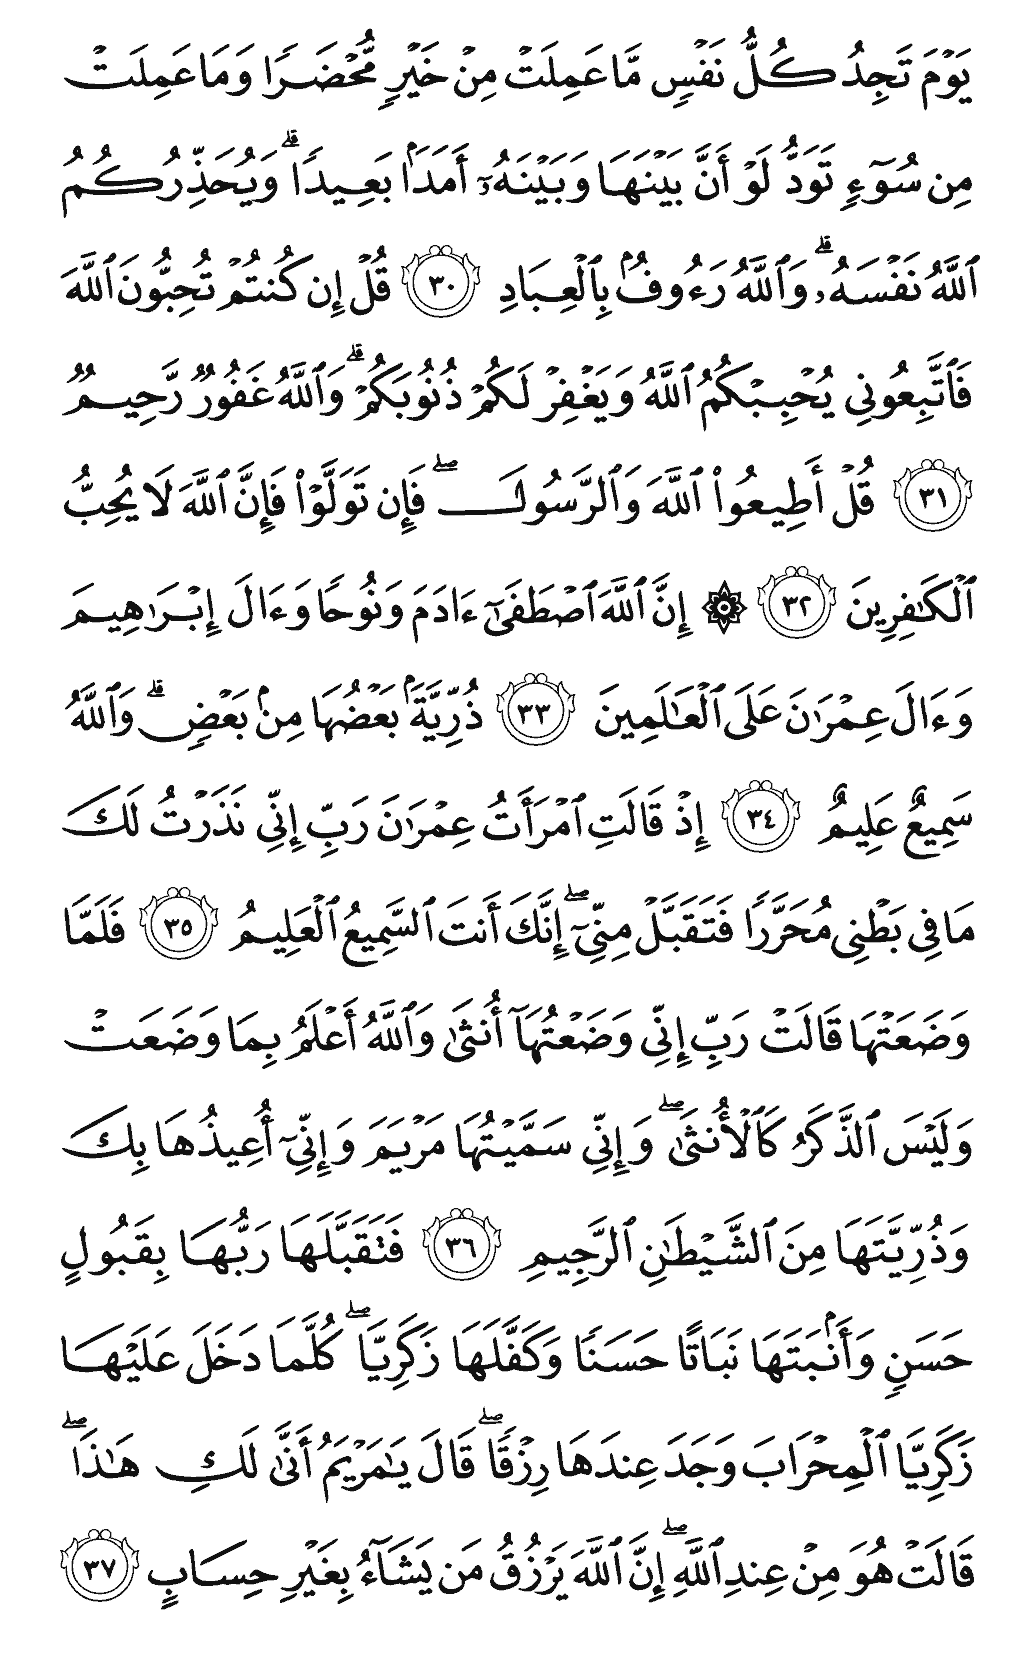 يَوْمَ تَجِدُ كُلُّ نَفْسٍ مَّا عَمِلَتْ مِنْ خَيْرٍ مُّحْضَرًا وَمَا عَمِلَتْ
مِن سُوٓءٍ تَوَدُّ لَوْ أَنَّ بَيْنَهَا وَبَيْنَهُۥٓ أَمَدَۢا بَعِيدًا ۗ وَيُحَذِّرُكُمُ
ٱللَّهُ نَفْسَهُۥ ۗ وَٱللَّهُ رَءُوفُۢ بِٱلْعِبَادِ ٣٠ قُلْ إِن كُنتُمْ تُحِبُّونَ ٱللَّهَ
فَٱتَّبِعُونِى يُحْبِبْكُمُ ٱللَّهُ وَيَغْفِرْ لَكُمْ ذُنُوبَكُمْ ۗ وَٱللَّهُ غَفُورٌ رَّحِيمٌ
٣١ قُلْ أَطِيعُوا۟ ٱللَّهَ وَٱلرَّسُولَ ۖ فَإِن تَوَلَّوْا۟ فَإِنَّ ٱللَّهَ لَا يُحِبُّ
ٱلْكَـٰفِرِينَ ٣٢ ۞ إِنَّ ٱللَّهَ ٱصْطَفَىٰٓ ءَادَمَ وَنُوحًا وَءَالَ إِبْرَٰهِيمَ
وَءَالَ عِمْرَٰنَ عَلَى ٱلْعَـٰلَمِينَ ٣٣ ذُرِّيَّةَۢ بَعْضُهَا مِنۢ بَعْضٍ ۗ وَٱللَّهُ
سَمِيعٌ عَلِيمٌ ٣٤ إِذْ قَالَتِ ٱمْرَأَتُ عِمْرَٰنَ رَبِّ إِنِّى نَذَرْتُ لَكَ
مَا فِى بَطْنِى مُحَرَّرًا فَتَقَبَّلْ مِنِّىٓ ۖ إِنَّكَ أَنتَ ٱلسَّمِيعُ ٱلْعَلِيمُ ٣٥ فَلَمَّا
وَضَعَتْهَا قَالَتْ رَبِّ إِنِّى وَضَعْتُهَآ أُنثَىٰ وَٱللَّهُ أَعْلَمُ بِمَا وَضَعَتْ
وَلَيْسَ ٱلذَّكَرُ كَٱلْأُنثَىٰ ۖ وَإِنِّى سَمَّيْتُهَا مَرْيَمَ وَإِنِّىٓ أُعِيذُهَا بِكَ
وَذُرِّيَّتَهَا مِنَ ٱلشَّيْطَـٰنِ ٱلرَّجِيمِ ٣٦ فَتَقَبَّلَهَا رَبُّهَا بِقَبُولٍ
حَسَنٍ وَأَنۢبَتَهَا نَبَاتًا حَسَنًا وَكَفَّلَهَا زَكَرِيَّا ۖ كُلَّمَا دَخَلَ عَلَيْهَا
زَكَرِيَّا ٱلْمِحْرَابَ وَجَدَ عِندَهَا رِزْقًا ۖ قَالَ يَـٰمَرْيَمُ أَنَّىٰ لَكِ هَـٰذَا ۖ
قَالَتْ هُوَ مِنْ عِندِ ٱللَّهِ ۖ إِنَّ ٱللَّهَ يَرْزُقُ مَن يَشَآءُ بِغَيْرِ حِسَابٍ ٣٧